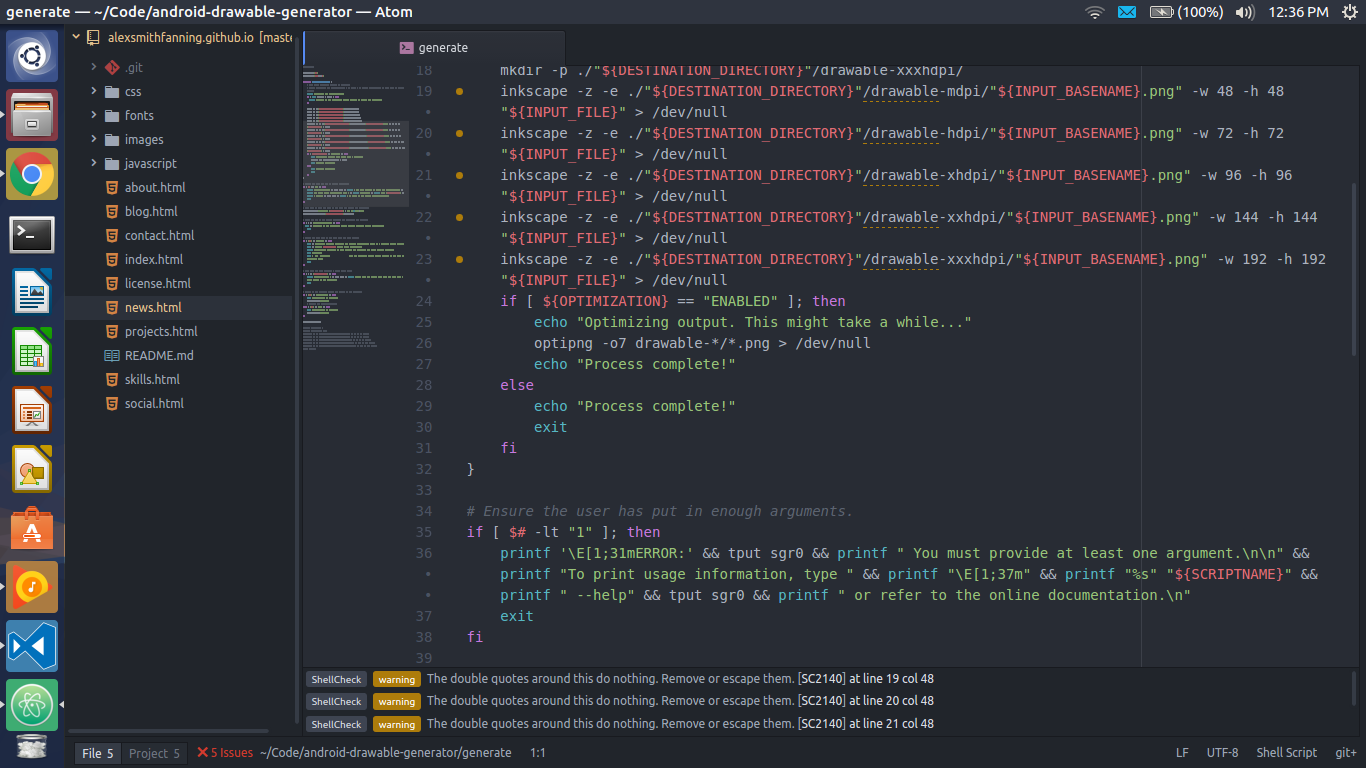 generate — ~/Code/android-drawable-generator — Atom
(100%) 12:36 PM
alexsmithfanning.github.io [maste
.git
css
fonts
images
javascript
about.html
blog.html
contact.html
index.html
license.html
news.html
projects.html
README.md
skills.html
social.html
generate
18 mkdir -p ./"${DESTINATION_DIRECTORY}"/drawable-xxxhdpi/
19 inkscape -z -e ./"${DESTINATION_DIRECTORY}"/drawable-mdpi/"${INPUT_BASENAME}.png" -w 48 -h 48
• "${INPUT_FILE}" > /dev/null
20 inkscape -z -e ./"${DESTINATION_DIRECTORY}"/drawable-hdpi/"${INPUT_BASENAME}.png" -w 72 -h 72
• "${INPUT_FILE}" > /dev/null
21 inkscape -z -e ./"${DESTINATION_DIRECTORY}"/drawable-xhdpi/"${INPUT_BASENAME}.png" -w 96 -h 96
• "${INPUT_FILE}" > /dev/null
22 inkscape -z -e ./"${DESTINATION_DIRECTORY}"/drawable-xxhdpi/"${INPUT_BASENAME}.png" -w 144 -h 144
• "${INPUT_FILE}" > /dev/null
23 inkscape -z -e ./"${DESTINATION_DIRECTORY}"/drawable-xxxhdpi/"${INPUT_BASENAME}.png" -w 192 -h 192
• "${INPUT_FILE}" > /dev/null
24 if [ ${OPTIMIZATION} == "ENABLED" ]; then
25 echo "Optimizing output. This might take a while..."
26 optipng -o7 drawable-*/*.png > /dev/null
27 echo "Process complete!"
28 else
29 echo "Process complete!"
30 exit
31 fi
32 }
33
34 # Ensure the user has put in enough arguments.
35 if [ $# -lt "1" ]; then
36 printf '\E[1;31mERROR:' && tput sgr0 && printf " You must provide at least one argument.\n\n" &&
• printf "To print usage information, type " && printf "\E[1;37m" && printf "%s" "${SCRIPTNAME}" &&
• printf " --help" && tput sgr0 && printf " or refer to the online documentation.\n"
37 exit
38 fi
39
ShellCheck warning The double quotes around this do nothing. Remove or escape them. [SC2140] at line 19 col 48
ShellCheck warning The double quotes around this do nothing. Remove or escape them. [SC2140] at line 20 col 48
ShellCheck warning The double quotes around this do nothing. Remove or escape them. [SC2140] at line 21 col 48
File 5 Project 5 5 Issues ~/Code/android-drawable-generator/generate 1:1 LF UTF-8 Shell Script git+